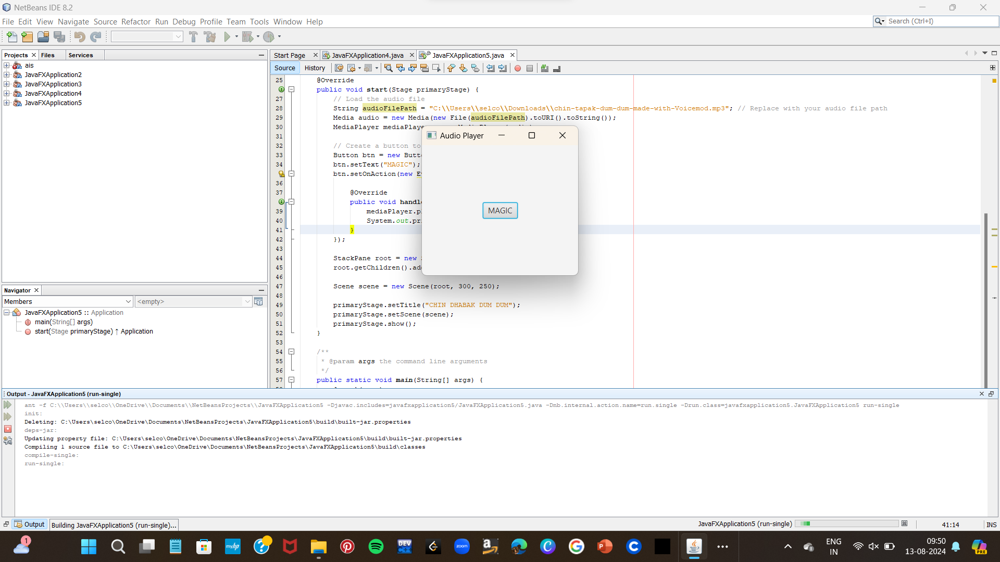 NetBeans IDE 8.2
File Edit View Navigate Source Refactor Run Debug Profile Team Tools Window Help
Search (Ctrl+I)
Projects
Files
Services
ais
JavaFXApplication2
JavaFXApplication3
JavaFXApplication4
JavaFXApplication5
Navigator
Members
<empty>
JavaFXApplication5 :: Application
main(String[] args)
start(Stage primaryStage) ↑ Application
Start Page
JavaFXApplication4.java
JavaFXApplication5.java
Source
History
25 @Override
public void start(Stage primaryStage) {
27 // Load the audio file
28 String audioFilePath = "C:\\Users\\selco\\Downloads\\chin-tapak-dum-dum-made-with-Voicemod.mp3"; // Replace with your audio file path
29 Media audio = new Media(new File(audioFilePath).toURI().toString());
30 MediaPlayer mediaPlaye
31
32 // Create a button to
33 Button btn = new Butt
34 btn.setText("MAGIC");
btn.setOnAction(new E
36
37 @Override
public void handl
39 mediaPlayer.p
40 System.out.pr
41 }
42 });
43
44 StackPane root = new
45 root.getChildren().ad
46
47 Scene scene = new Scene(root, 300, 250);
48
49 primaryStage.setTitle("CHIN DHABAK DUM DUM");
50 primaryStage.setScene(scene);
51 primaryStage.show();
52 }
53
54 /**
55 * @param args the command line arguments
56 */
57 public static void main(String[] args) {
Audio Player
MAGIC
Output - JavaFXApplication5 (run-single)
ant -f C:\\Users\\selco\\OneDrive\\Documents\\NetBeansProjects\\JavaFXApplication5 -Djavac.includes=javafxapplication5/JavaFXApplication5.java -Dnb.internal.action.name=run.single -Drun.class=javafxapplication5.JavaFXApplication5 run-single
init:
Deleting: C:\Users\selco\OneDrive\Documents\NetBeansProjects\JavaFXApplication5\build\built-jar.properties
deps-jar:
Updating property file: C:\Users\selco\OneDrive\Documents\NetBeansProjects\JavaFXApplication5\build\built-jar.properties
Compiling 1 source file to C:\Users\selco\OneDrive\Documents\NetBeansProjects\JavaFXApplication5\build\classes
compile-single:
run-single:
Output
Building JavaFXApplication5 (run-single)...
JavaFXApplication5 (run-single)
41:14
INS
1
myhp
DEV
zoom
a
ENG
IN
09:50
13-08-2024
PRE